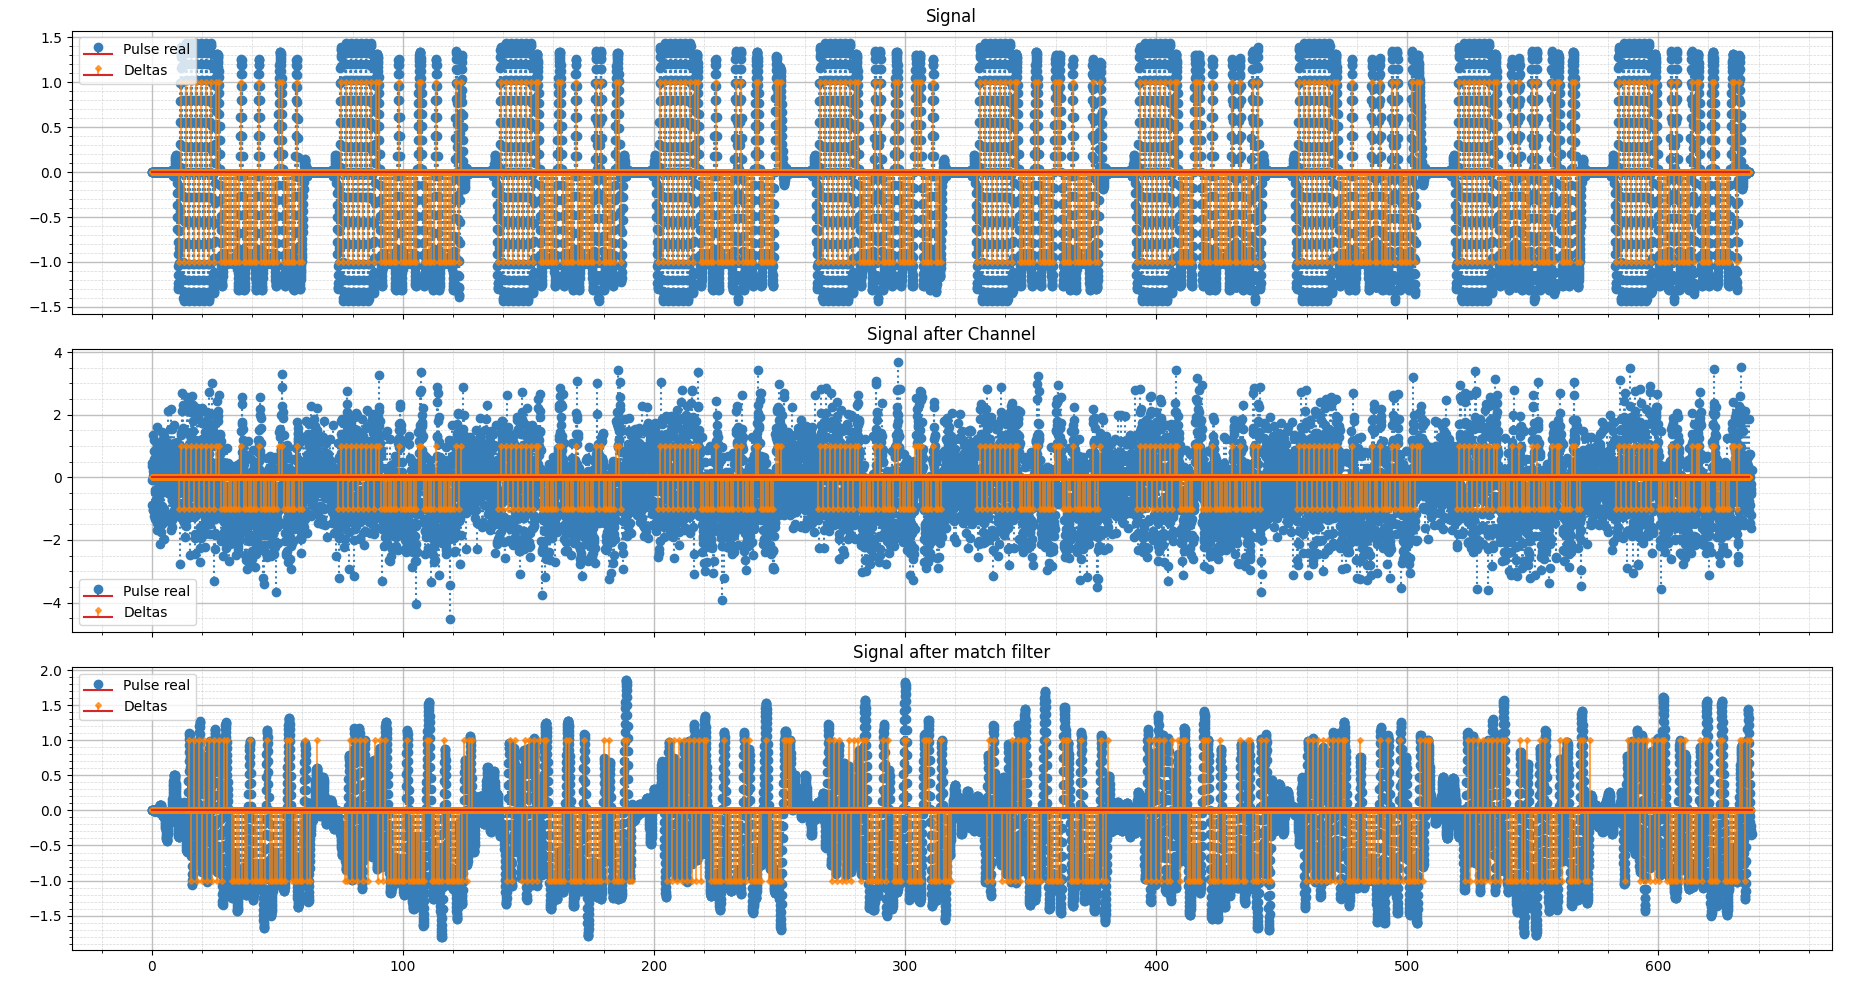 Signal
1.5
1.0
0.5
0.0
−0.5
−1.0
−1.5
Pulse real
Deltas
Signal after Channel
4
2
0
−2
−4
Pulse real
Deltas
Signal after match filter
2.0
1.5
1.0
0.5
0.0
−0.5
−1.0
−1.5
Pulse real
Deltas
0 100 200 300 400 500 600